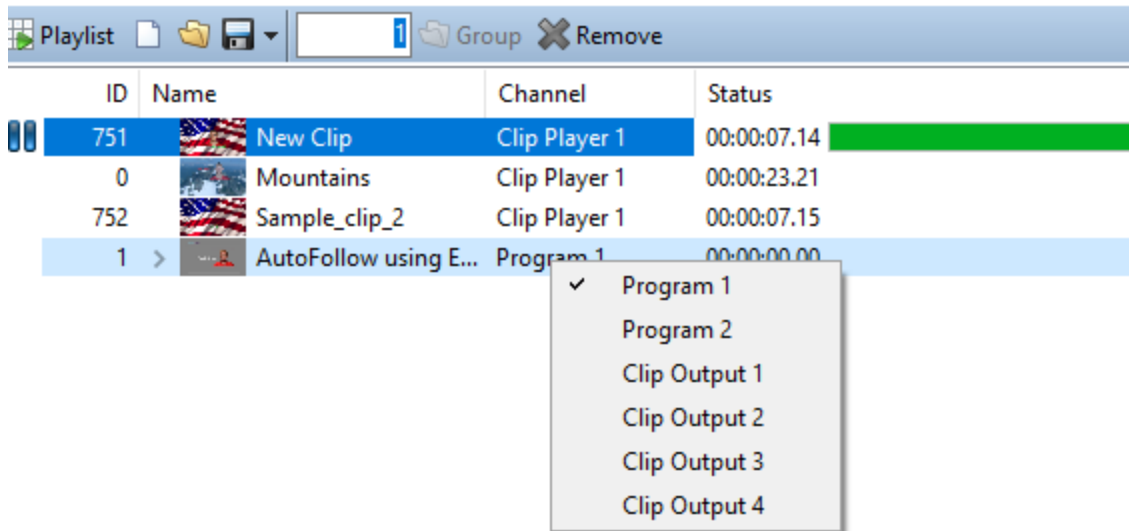 Playlist 1 Group Remove
ID Name Channel Status
751 New Clip Clip Player 1 00:00:07.14
0 Mountains Clip Player 1 00:00:23.21
752 Sample_clip_2 Clip Player 1 00:00:07.15
1 AutoFollow using E... Program 1 00:00:00.00
Program 1
Program 2
Clip Output 1
Clip Output 2
Clip Output 3
Clip Output 4